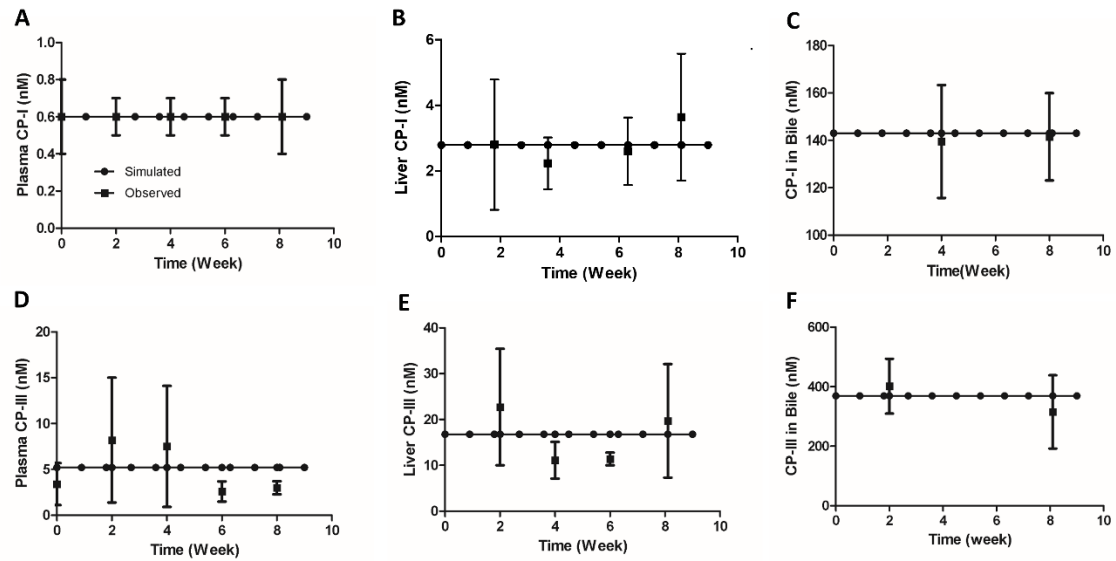 A
Plasma CP-I (nM)
1.0
0.8
0.6
0.4
0.2
0.0
Simulated
Observed
0 2 4 6 8 10
Time (Week)
B
Liver CP-I (nM)
6
4
2
0
0 2 4 6 8 10
Time (Week)
C
CP-I in Bile (nM)
180
160
140
120
100
0 2 4 6 8 10
Time(Week)
D
Plasma CP-III (nM)
20
15
10
5
0
0 2 4 6 8 10
Time (Week)
E
Liver CP-III (nM)
40
30
20
10
0
0 2 4 6 8 10
Time (Week)
F
CP-III in Bile (nM)
600
400
200
0
0 2 4 6 8 10
Time (week)